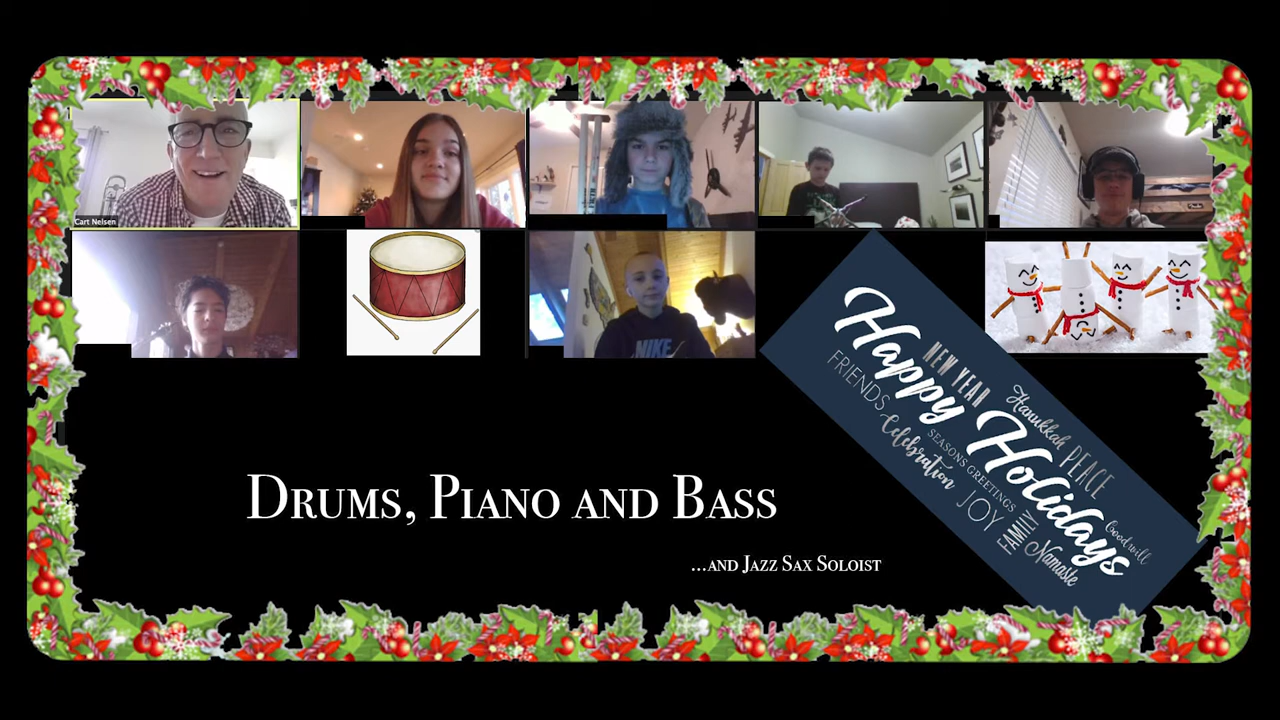 Cart Nelsen
NIKE
Happy Holidays
NEW YEAR
Hanukkah
PEACE
FRIENDS
Celebration
SEASONS GREETINGS
JOY
FAMILY
Goodwill
Namaste
Drums, Piano and Bass
...and Jazz Sax Soloist